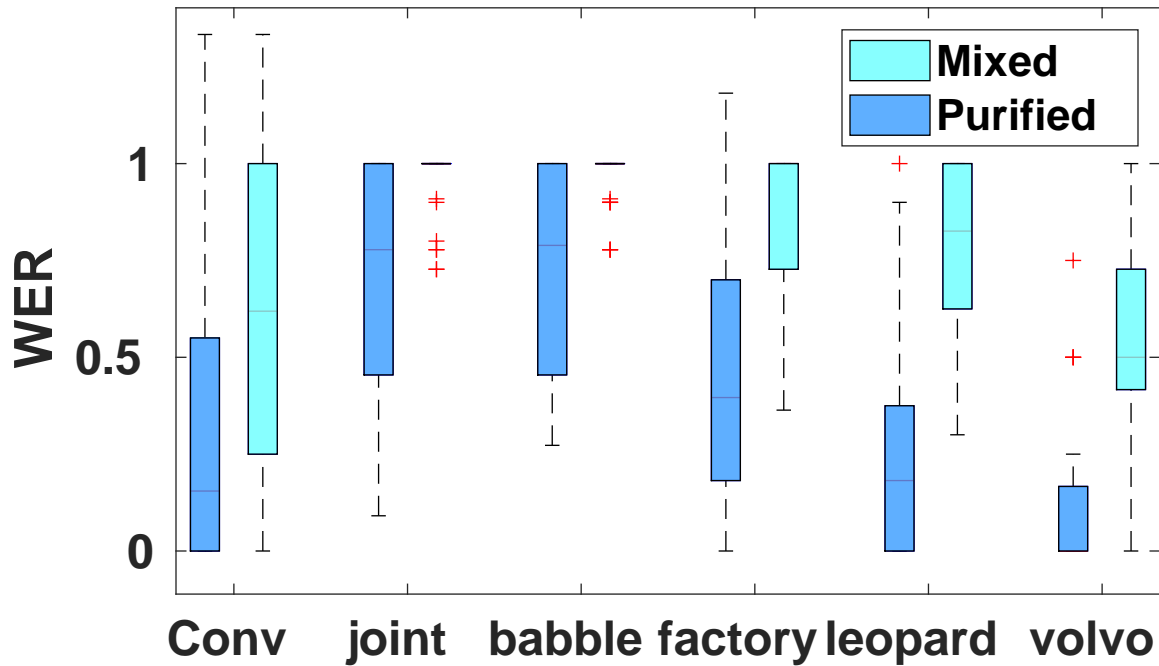 Mixed
Purified
WER
1
0.5
0
Conv joint babble factory leopard volvo